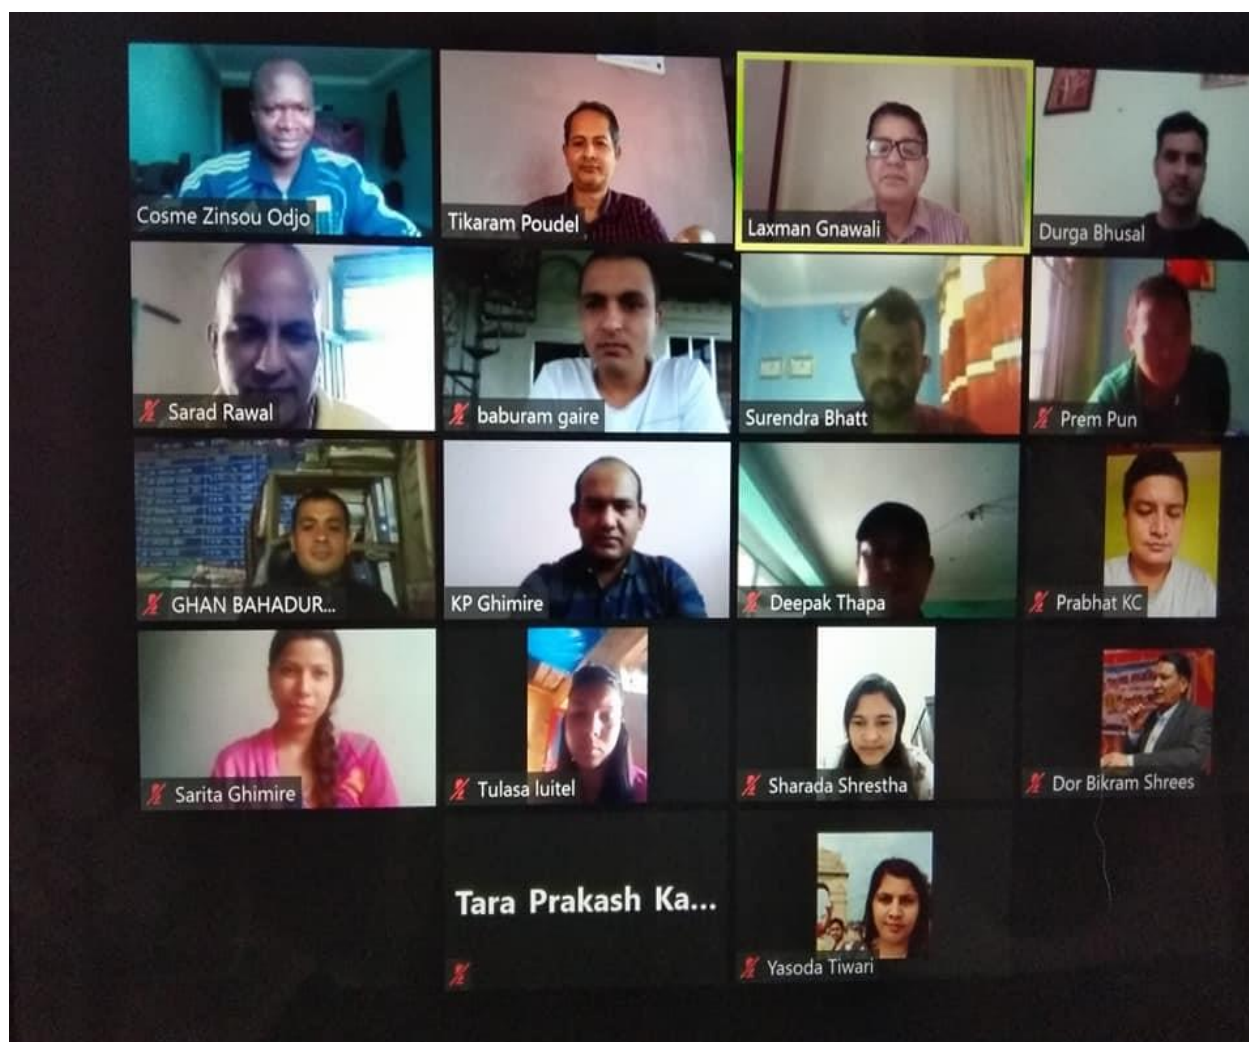 Cosme Zinsou Odjo
Tikaram Poudel
Laxman Gnawali
Durga Bhusal
Sarad Rawal
baburam gaire
Surendra Bhatt
Prem Pun
GHAN BAHADUR...
KP Ghimire
Deepak Thapa
Prabhat KC
Sarita Ghimire
Tulasa luitel
Sharada Shrestha
Dor Bikram Shrees
Tara Prakash Ka...
Yasoda Tiwari